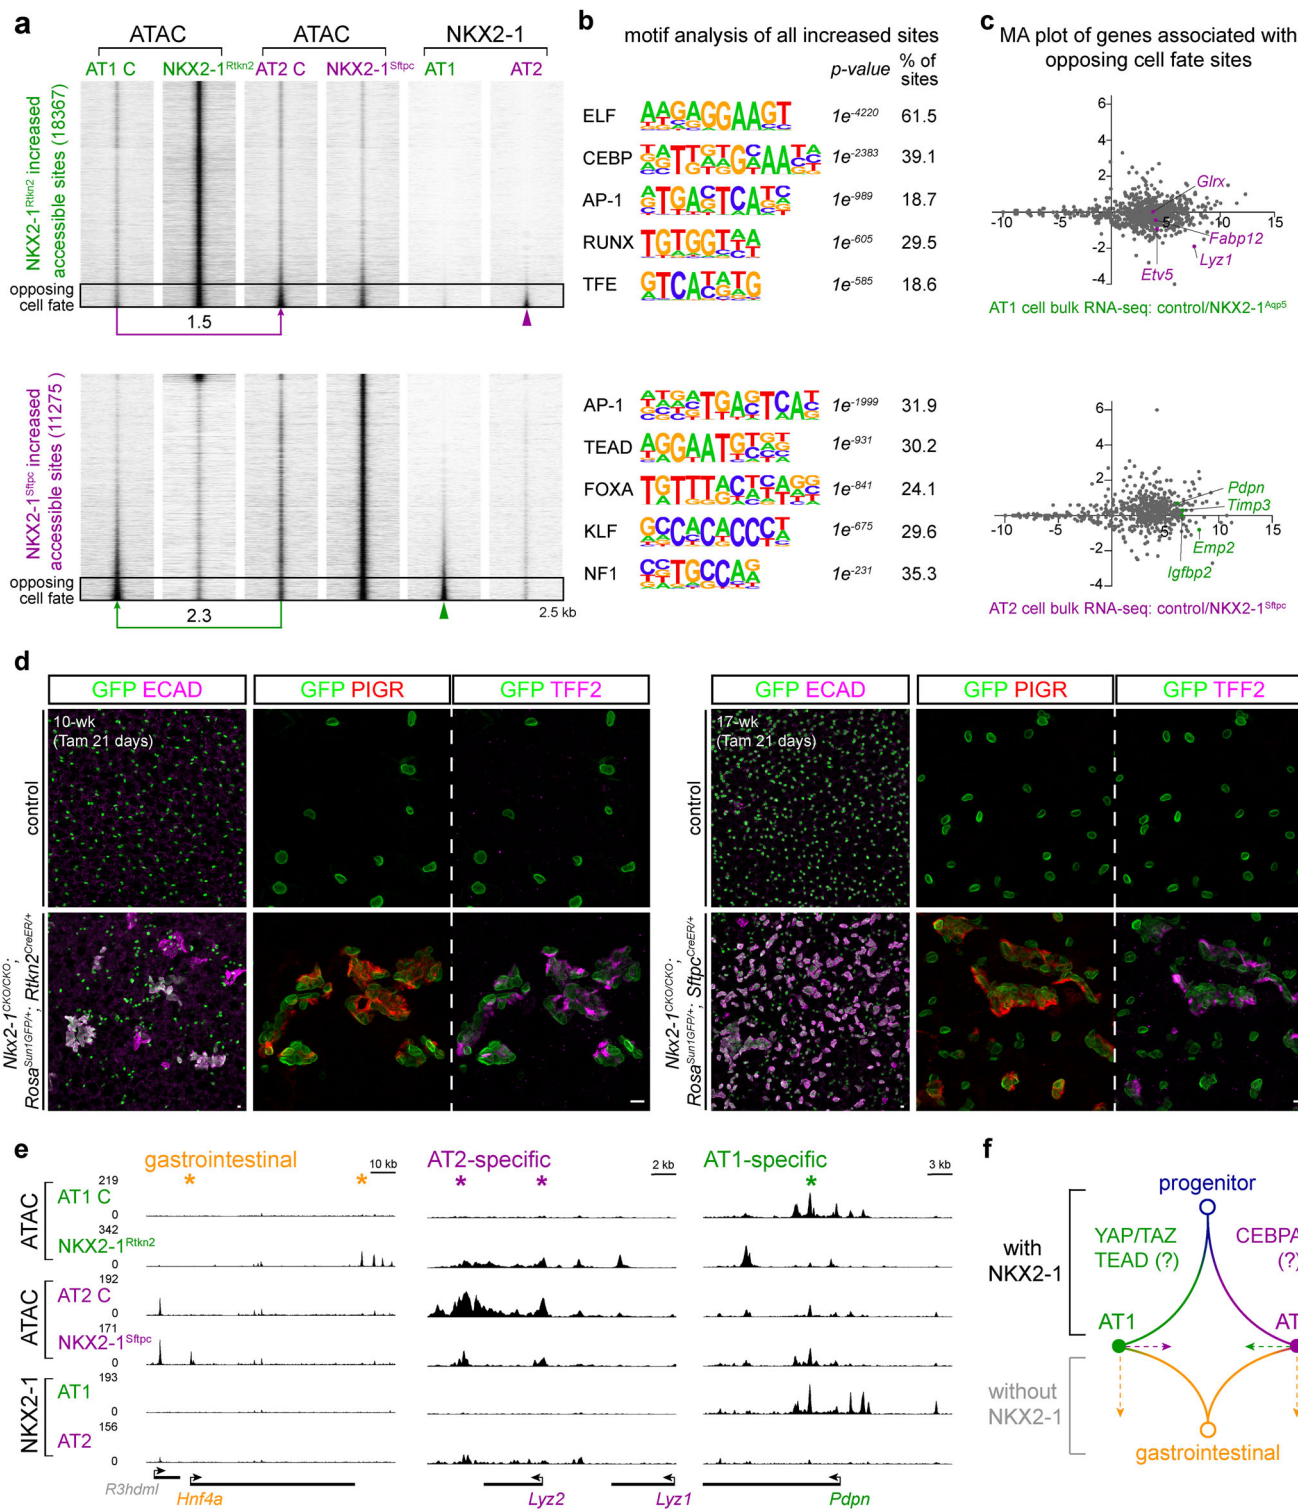 a
ATAC
ATAC
NKX2-1
AT1 C
NKX2-1Rtkn2
AT2 C
NKX2-1Sftpc
AT1
AT2
NKX2-1Rtkn2 increased
accessible sites (18367)
opposing
cell fate
1.5
NKX2-1Sftpc increased
accessible sites (11275 )
opposing
cell fate
2.3
2.5 kb
b
motif analysis of all increased sites
p-value
% of
sites
ELF
1e-4220
61.5
CEBP
1e-2383
39.1
AP-1
1e-989
18.7
RUNX
1e-605
29.5
TFE
1e-585
18.6
AP-1
1e-1999
31.9
TEAD
1e-931
30.2
FOXA
1e-841
24.1
KLF
1e-675
29.6
NF1
1e-231
35.3
c
MA plot of genes associated with
opposing cell fate sites
6
4
2
-2
-4
-10
-5
5
10
15
Glrx
Fabp12
Lyz1
Etv5
AT1 cell bulk RNA-seq: control/NKX2-1Aqp5
6
4
2
-2
-4
-10
-5
5
10
15
Pdpn
Timp3
Emp2
Igfbp2
AT2 cell bulk RNA-seq: control/NKX2-1Sftpc
d
GFP ECAD
GFP PIGR
GFP TFF2
GFP ECAD
GFP PIGR
GFP TFF2
control
10-wk
(Tam 21 days)
17-wk
(Tam 21 days)
control
Nkx2-1CKO/CKO;
RosaSun1GFP/+; Rtkn2CreER/+
Nkx2-1CKO/CKO;
RosaSun1GFP/+; SftpcCreER/+
e
gastrointestinal
10 kb
AT2-specific
2 kb
AT1-specific
3 kb
* *
* *
*
ATAC
AT1 C
219
0
NKX2-1Rtkn2
342
0
ATAC
AT2 C
192
0
NKX2-1Sftpc
171
0
NKX2-1
AT1
193
0
AT2
156
0
R3hdml
Hnf4a
Lyz2
Lyz1
Pdpn
f
progenitor
with
NKX2-1
YAP/TAZ
TEAD (?)
CEBPA
(?)
AT1
AT
without
NKX2-1
gastrointestinal